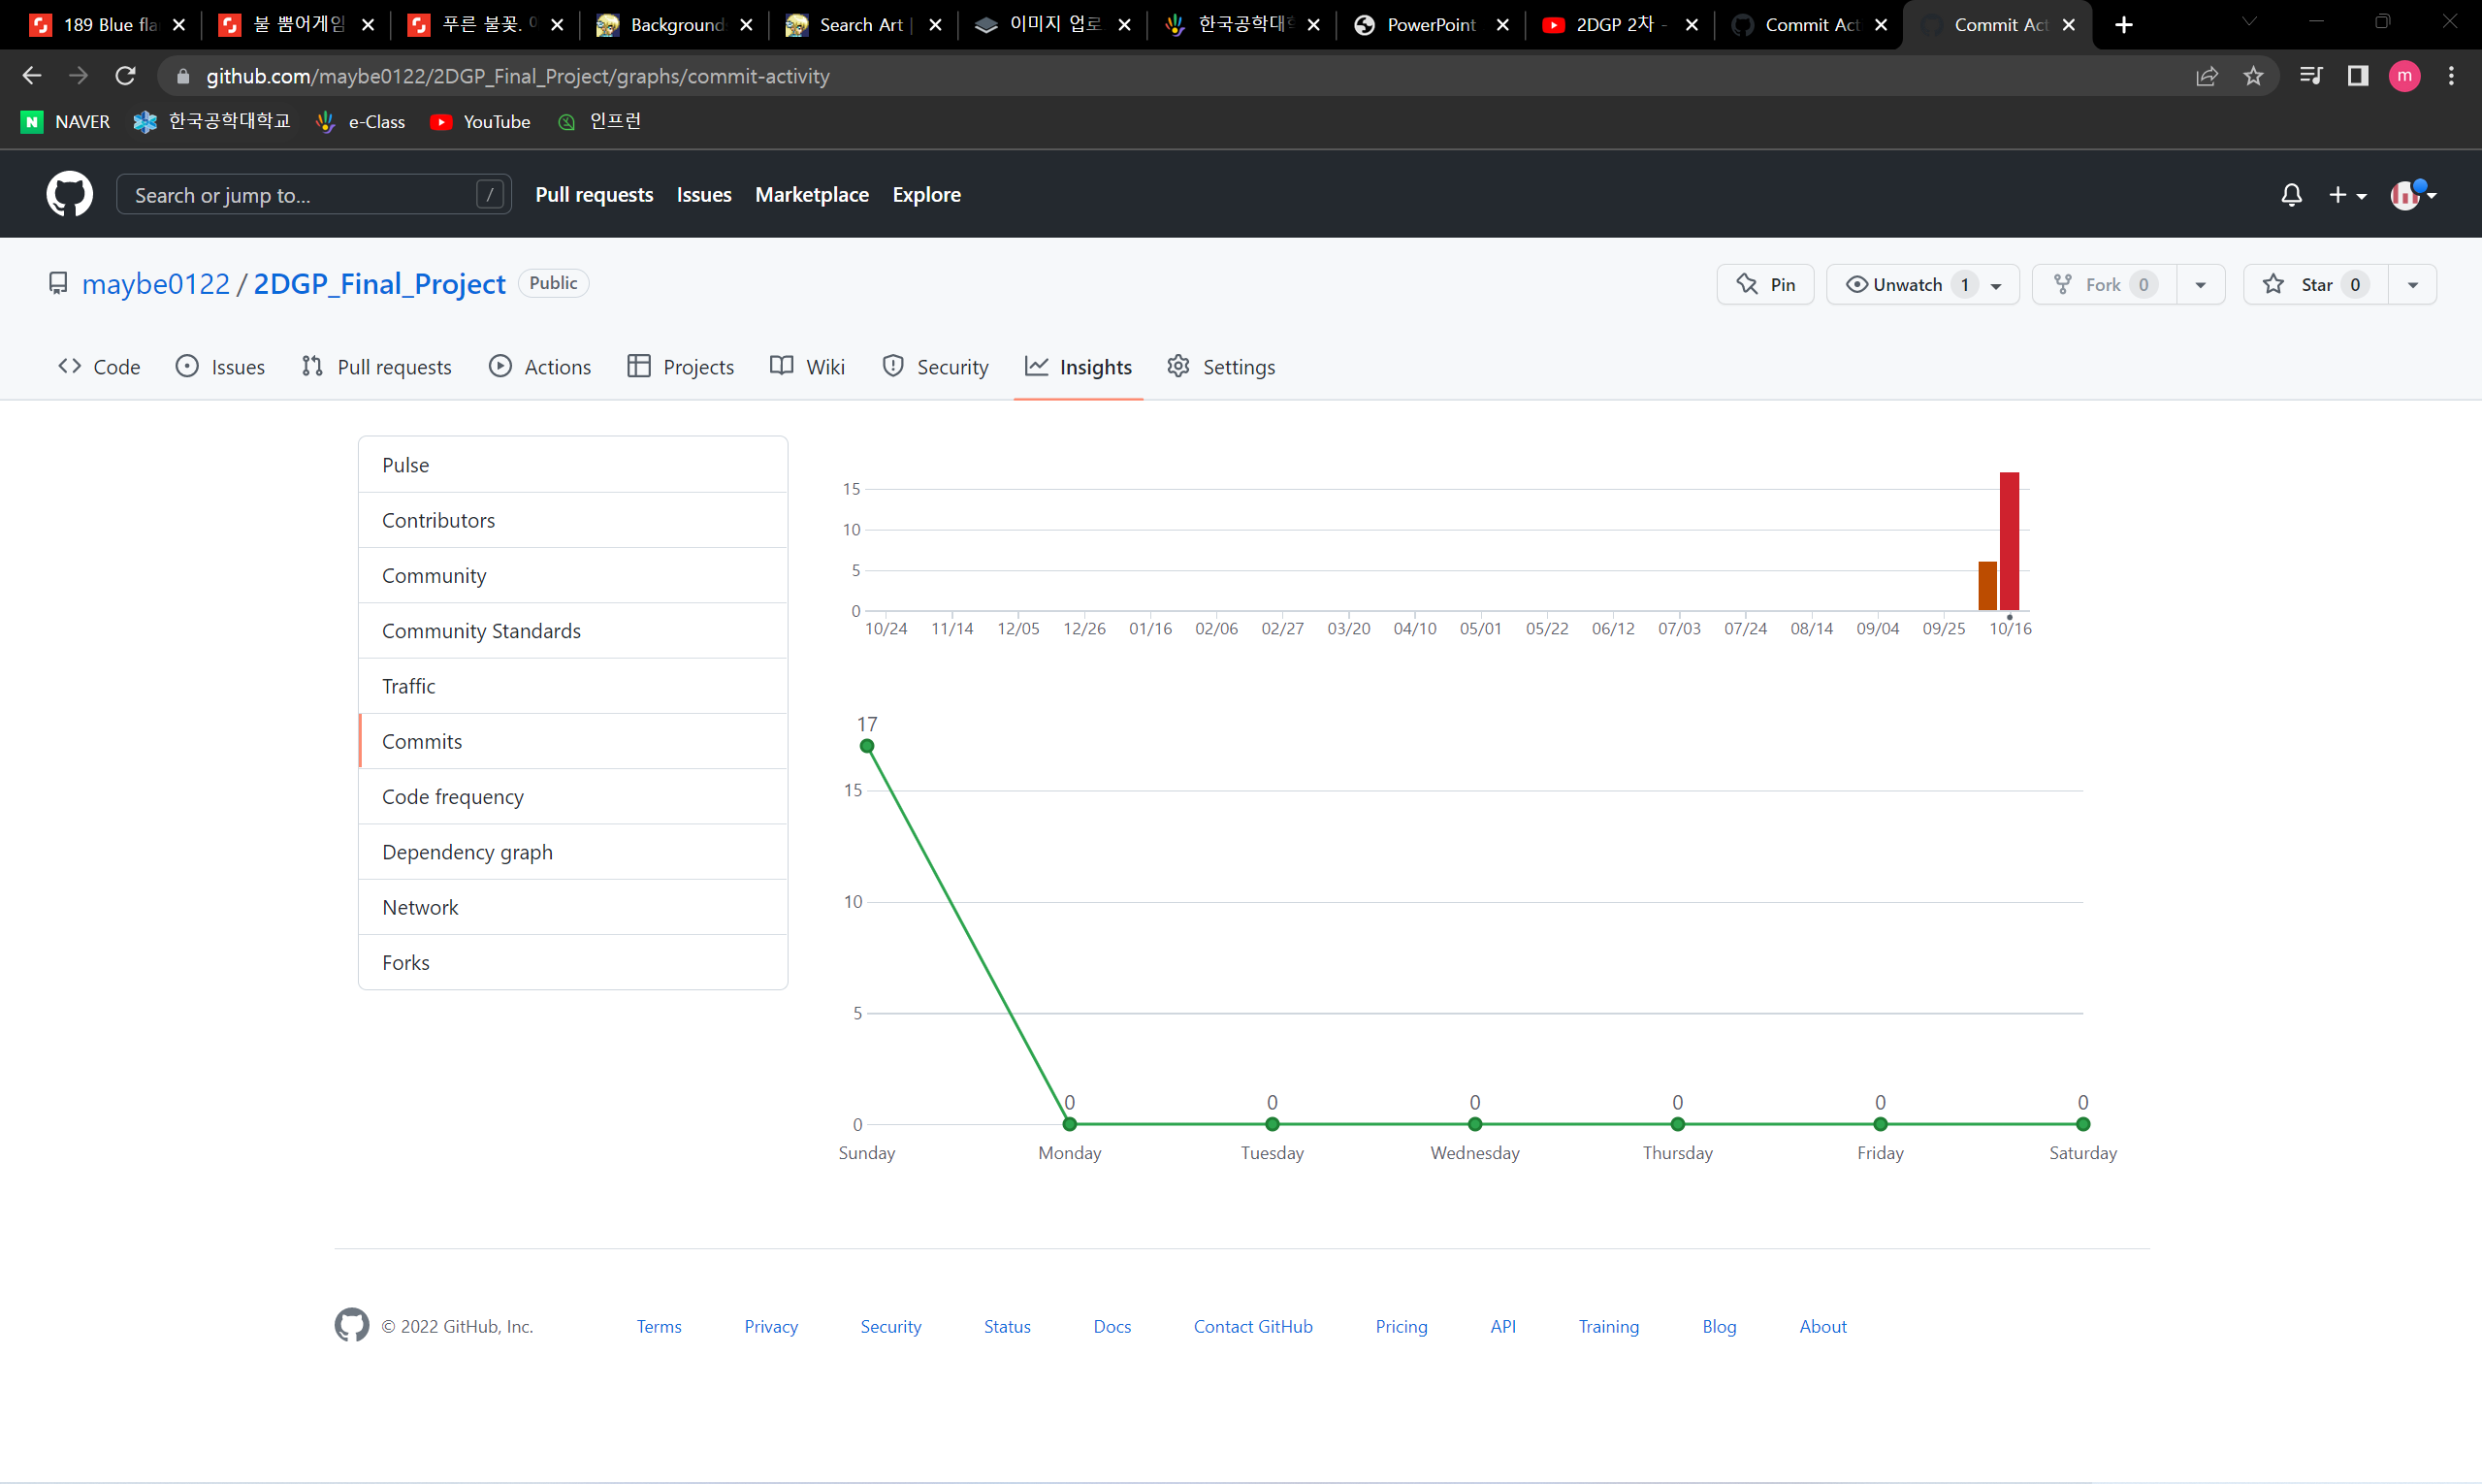 189 Blue fla
불 뿜어게임
푸른 불꽃.
Background
Search Art |
이미지 업로
한국공학대학
PowerPoint
2DGP 2차 -
Commit Act
Commit Act
github.com/maybe0122/2DGP_Final_Project/graphs/commit-activity
m
N NAVER
한국공학대학교
e-Class
YouTube
인프런
Search or jump to...
/
Pull requests
Issues
Marketplace
Explore
maybe0122 / 2DGP_Final_Project
Public
Pin
Unwatch 1
Fork 0
Star 0
Code
Issues
Pull requests
Actions
Projects
Wiki
Security
Insights
Settings
Pulse
Contributors
Community
Community Standards
Traffic
Commits
Code frequency
Dependency graph
Network
Forks
15
10
5
0
10/24 11/14 12/05 12/26 01/16 02/06 02/27 03/20 04/10 05/01 05/22 06/12 07/03 07/24 08/14 09/04 09/25 10/16
17
15
10
5
0 0 0 0 0 0
0
Sunday Monday Tuesday Wednesday Thursday Friday Saturday
© 2022 GitHub, Inc.
Terms
Privacy
Security
Status
Docs
Contact GitHub
Pricing
API
Training
Blog
About